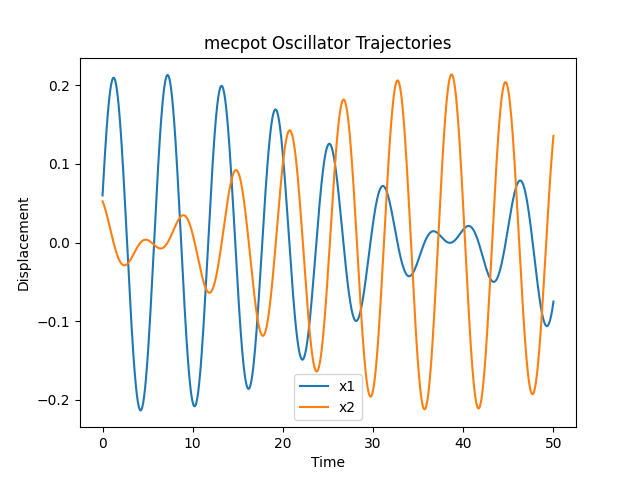 mecpot Oscillator Trajectories
Displacement
0.2
0.1
0.0
−0.1
−0.2
x1
x2
0 10 20 30 40 50
Time